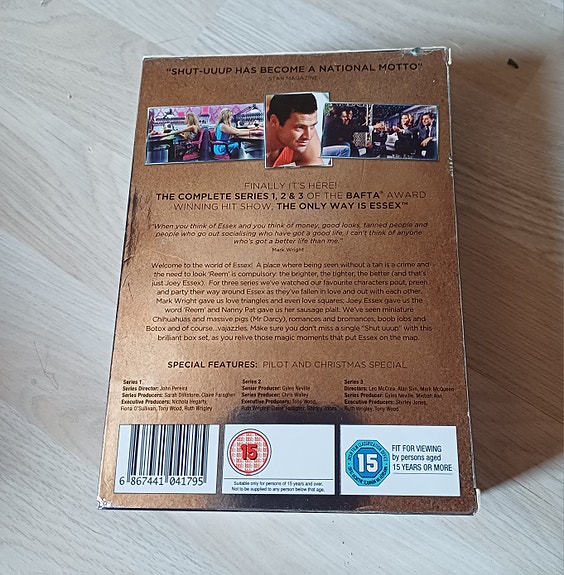 "SHUT-UUUP HAS BECOME A NATIONAL MOTTO"
STAR MAGAZINE
FINALLY IT'S HERE!
THE COMPLETE SERIES 1, 2 & 3 OF THE BAFTA® AWARD
WINNING HIT SHOW, THE ONLY WAY IS ESSEX™
"When you think of Essex and you think of money, good looks, tanned people and
people who go out socialising who have got a good life, I can't think of anyone
who's got a better life than me."
Mark Wright
Welcome to the world of Essex! A place where being seen without a tan is a crime and
the need to look 'Reem' is compulsory: the brighter, the tighter, the better (and that's
just Joey Essex). For three series we've watched our favourite characters pout, preen
and party their way around Essex as they've fallen in love and out with each other.
Mark Wright gave us love triangles and even love squares; Joey Essex gave us the
word 'Reem' and Nanny Pat gave us her sausage plait. We've seen miniature
Chihuahuas and massive pigs (Mr Darcy), romances and bromances, boob jobs and
Botox and of course...vajazzles. Make sure you don't miss a single "Shut uuup" with this
brilliant box set, as you relive those magic moments that put Essex on the map.
SPECIAL FEATURES: PILOT AND CHRISTMAS SPECIAL
Series 1
Series Director: John Pereira
Series Producers: Sarah Dillistone, Claire Faragher
Executive Producers: Nicholla Hegarty,
Fiona O'Sullivan, Tony Wood, Ruth Wrigley
Series 2
Senior Producer: Gyles Neville
Series Producer: Chris Wailey
Executive Producers: Tony Wood,
Ruth Wrigley, Claire Faragher, Shirley Jones
Series 3
Directors: Leo McCrea, Alan Sim, Mark McQueen
Series Producers: Gyles Neville,
Executive Producers: Shirley Jones,
Ruth Wrigley, Tony Wood
6 867441 041795
15
Suitable only for persons of 15 years and over.
Not to be supplied to any person below that age.
15
FIT FOR VIEWING
by persons aged
15 YEARS OR MORE